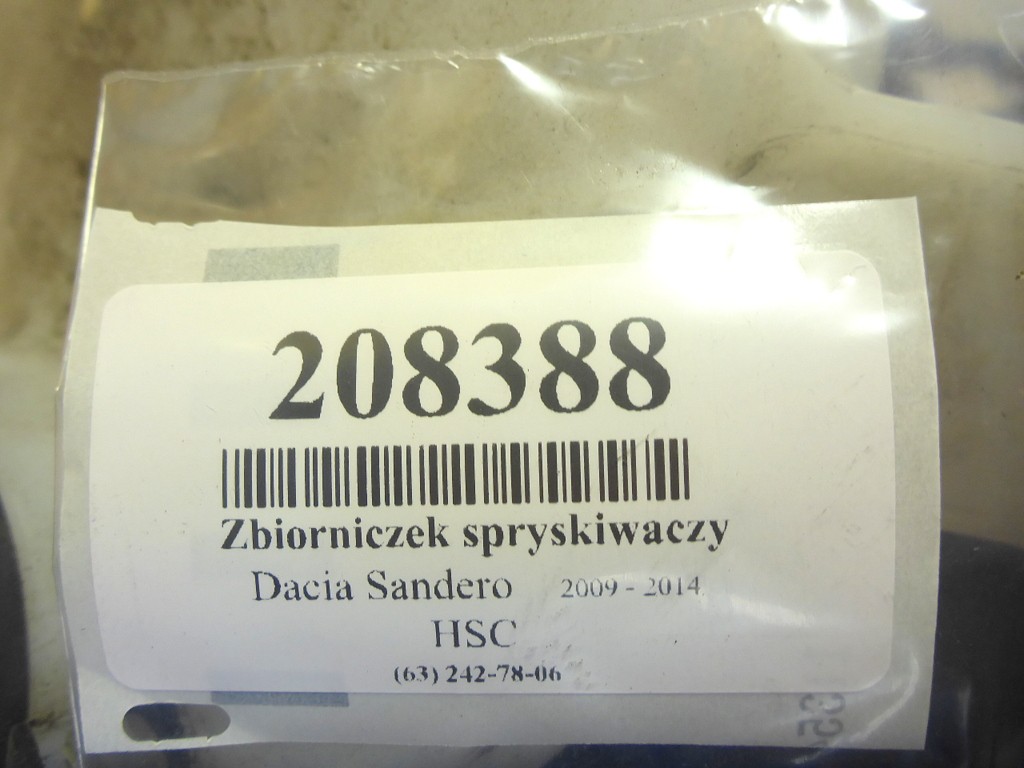 208388
Zbiorniczek spryskiwaczy
Dacia Sandero 2009 - 2014
HSC
(63) 242-78-06